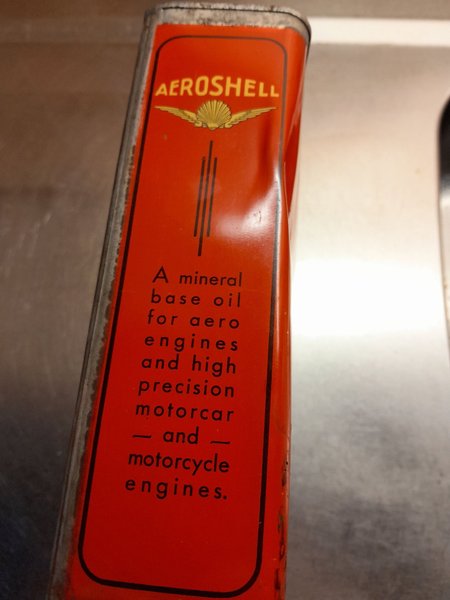 AEROSHELL
A mineral
base oil
for aero
engines
and high
precision
motorcar
— and —
motorcycle
engines.